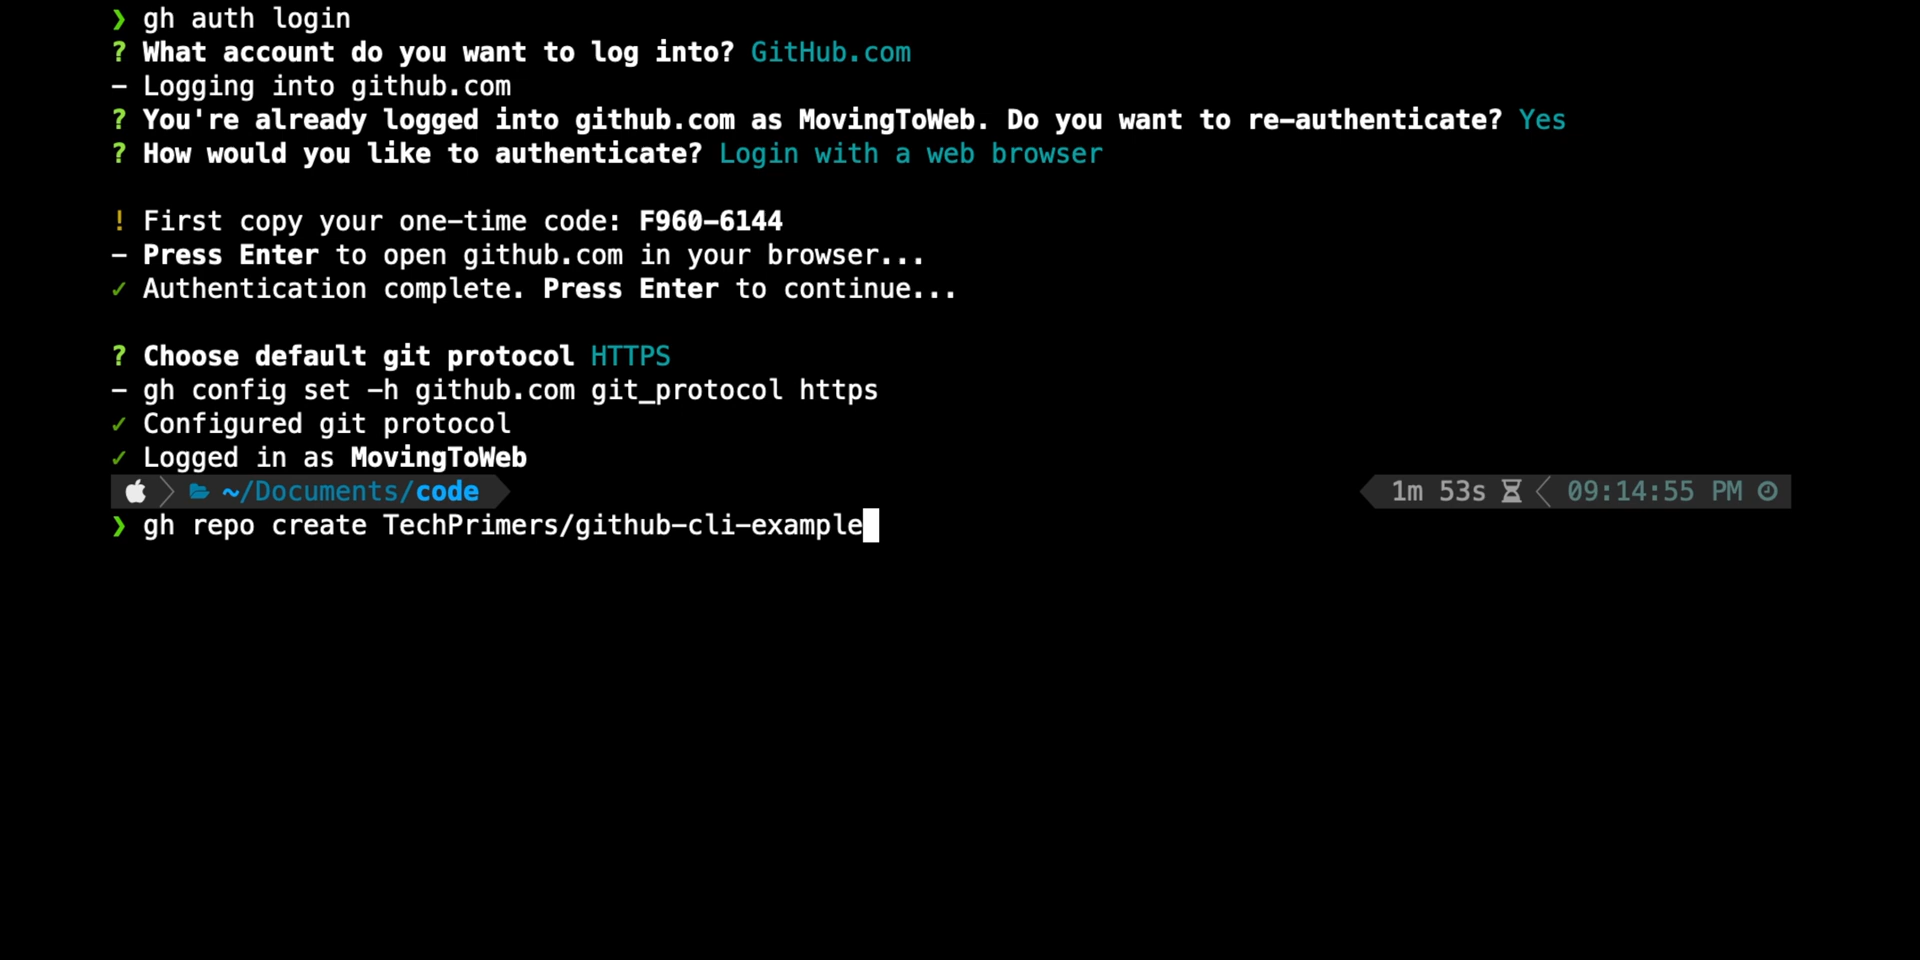 ❯ gh auth login
? What account do you want to log into? GitHub.com
– Logging into github.com
? You're already logged into github.com as MovingToWeb. Do you want to re-authenticate? Yes
? How would you like to authenticate? Login with a web browser
! First copy your one-time code: F960-6144
– Press Enter to open github.com in your browser...
✓ Authentication complete. Press Enter to continue...
? Choose default git protocol HTTPS
– gh config set -h github.com git_protocol https
✓ Configured git protocol
✓ Logged in as MovingToWeb
~/Documents/code 1m 53s 09:14:55 PM
❯ gh repo create TechPrimers/github-cli-example